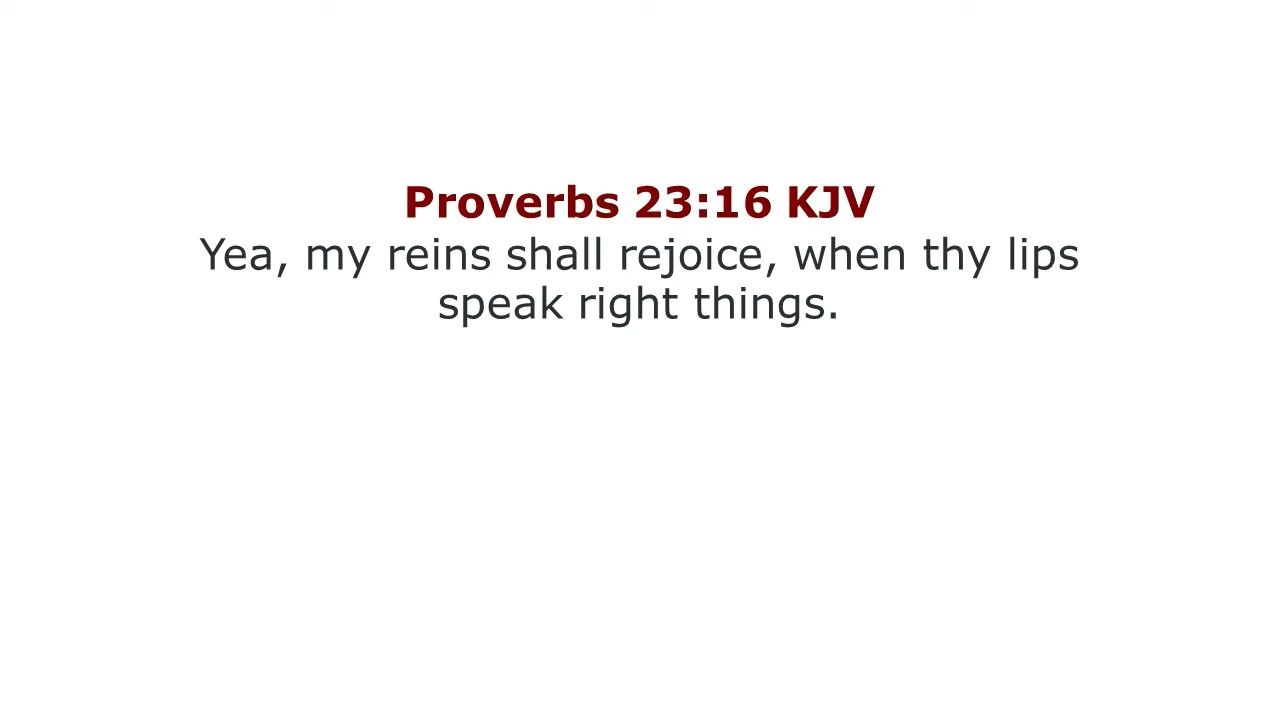 Proverbs 23:16 KJV
Yea, my reins shall rejoice, when thy lips
speak right things.